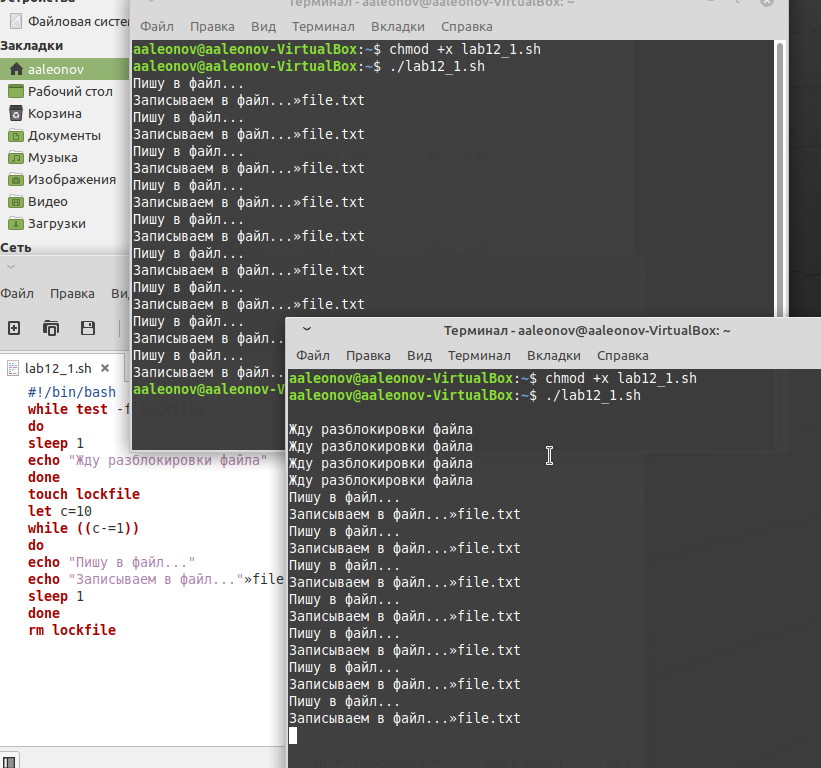 Устройства
Файловая систем
Закладки
aaleonov
Рабочий стол
Корзина
Документы
Музыка
Изображения
Видео
Загрузки
Сеть
Терминал - aaleonov@aaleonov-VirtualBox: ~
Файл Правка Вид Терминал Вкладки Справка
aaleonov@aaleonov-VirtualBox:~$ chmod +x lab12_1.sh
aaleonov@aaleonov-VirtualBox:~$ ./lab12_1.sh
Пишу в файл...
Записываем в файл...»file.txt
Пишу в файл...
Записываем в файл...»file.txt
Пишу в файл...
Записываем в файл...»file.txt
Пишу в файл...
Записываем в файл...»file.txt
Пишу в файл...
Записываем в файл...»file.txt
Пишу в файл...
Записываем в файл...»file.txt
Пишу в файл...
Записываем в файл...»file.txt
Пишу в файл...
Записываем в файл...
Пишу в файл...
Записываем в файл...
aaleonov@aaleonov-V
Файл Правка Ви
lab12_1.sh
#!/bin/bash
while test -f lockfile
do
sleep 1
echo "Жду разблокировки файла"
done
touch lockfile
let c=10
while ((c-=1))
do
echo "Пишу в файл..."
echo "Записываем в файл..."»file
sleep 1
done
rm lockfile
Терминал - aaleonov@aaleonov-VirtualBox: ~
Файл Правка Вид Терминал Вкладки Справка
aaleonov@aaleonov-VirtualBox:~$ chmod +x lab12_1.sh
aaleonov@aaleonov-VirtualBox:~$ ./lab12_1.sh
Жду разблокировки файла
Жду разблокировки файла
Жду разблокировки файла
Жду разблокировки файла
Пишу в файл...
Записываем в файл...»file.txt
Пишу в файл...
Записываем в файл...»file.txt
Пишу в файл...
Записываем в файл...»file.txt
Пишу в файл...
Записываем в файл...»file.txt
Пишу в файл...
Записываем в файл...»file.txt
Пишу в файл...
Записываем в файл...»file.txt
Пишу в файл...
Записываем в файл...»file.txt